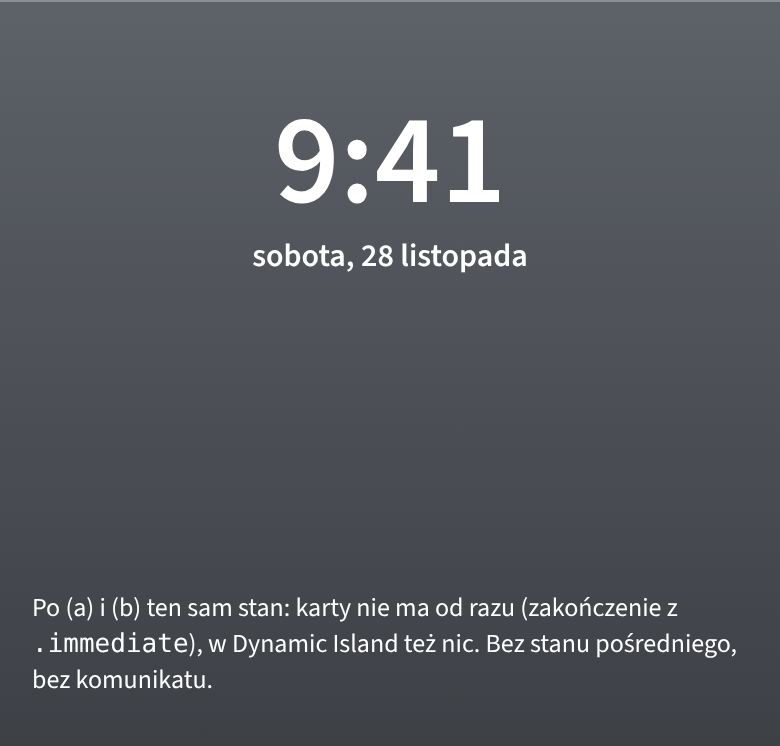 9:41
sobota, 28 listopada
Po (a) i (b) ten sam stan: karty nie ma od razu (zakończenie z
.immediate), w Dynamic Island też nic. Bez stanu pośredniego,
bez komunikatu.